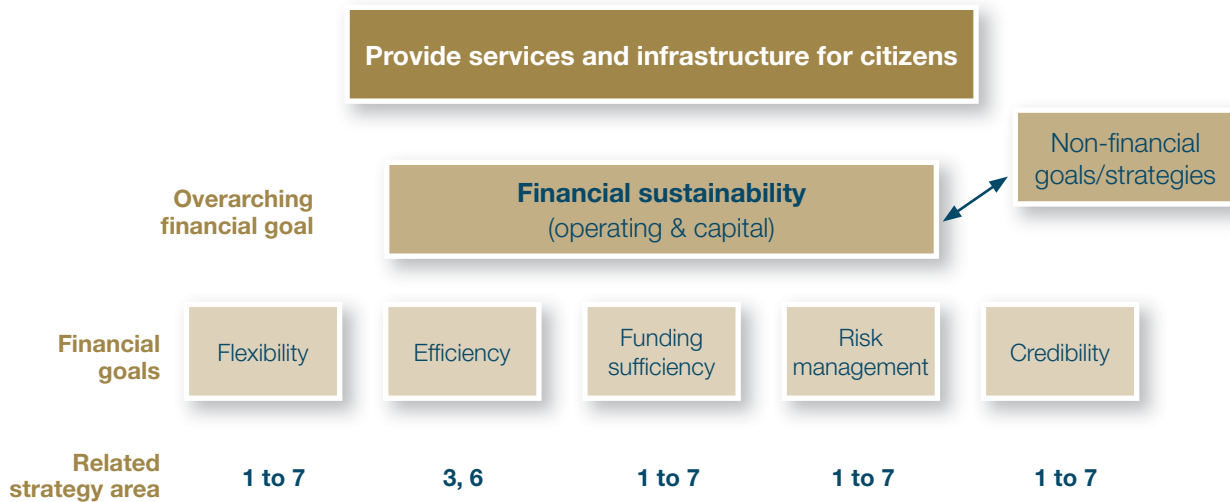 Provide services and infrastructure for citizens
Non-financial
goals/strategies
Overarching
financial goal
Financial sustainability
(operating & capital)
Financial
goals
Flexibility
Efficiency
Funding
sufficiency
Risk
management
Credibility
Related
strategy area
1 to 7
3, 6
1 to 7
1 to 7
1 to 7